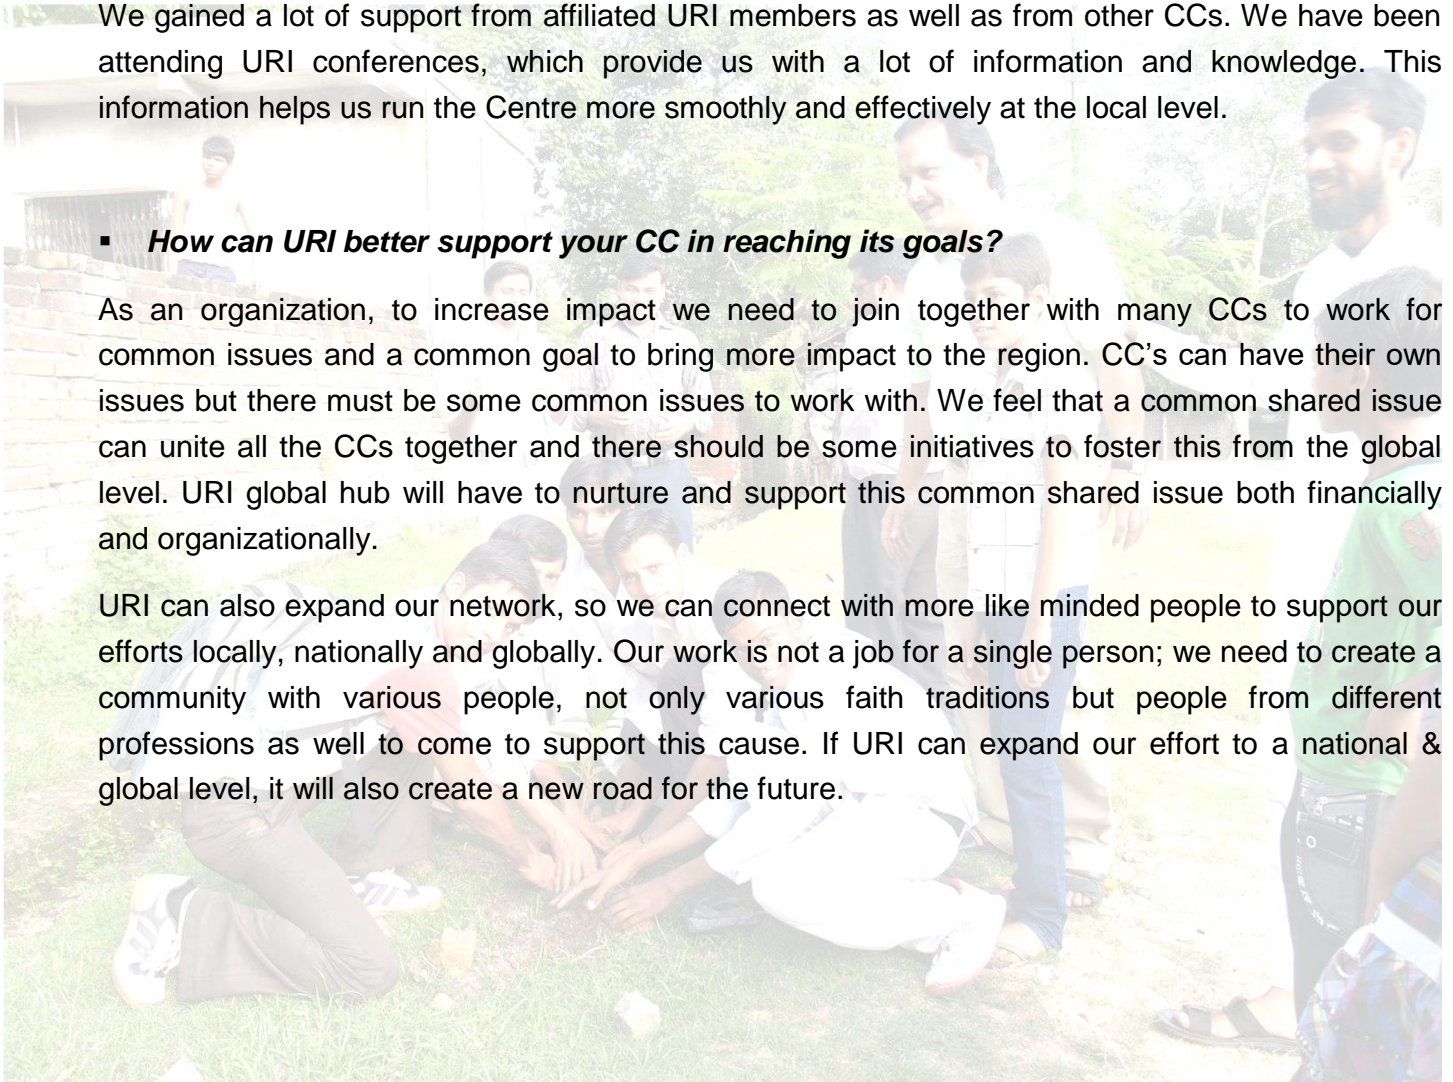 We gained a lot of support from affiliated URI members as well as from other CCs. We have been
attending URI conferences, which provide us with a lot of information and knowledge. This
information helps us run the Centre more smoothly and effectively at the local level.
▪ How can URI better support your CC in reaching its goals?
As an organization, to increase impact we need to join together with many CCs to work for
common issues and a common goal to bring more impact to the region. CC’s can have their own
issues but there must be some common issues to work with. We feel that a common shared issue
can unite all the CCs together and there should be some initiatives to foster this from the global
level. URI global hub will have to nurture and support this common shared issue both financially
and organizationally.
URI can also expand our network, so we can connect with more like minded people to support our
efforts locally, nationally and globally. Our work is not a job for a single person; we need to create a
community with various people, not only various faith traditions but people from different
professions as well to come to support this cause. If URI can expand our effort to a national &
global level, it will also create a new road for the future.